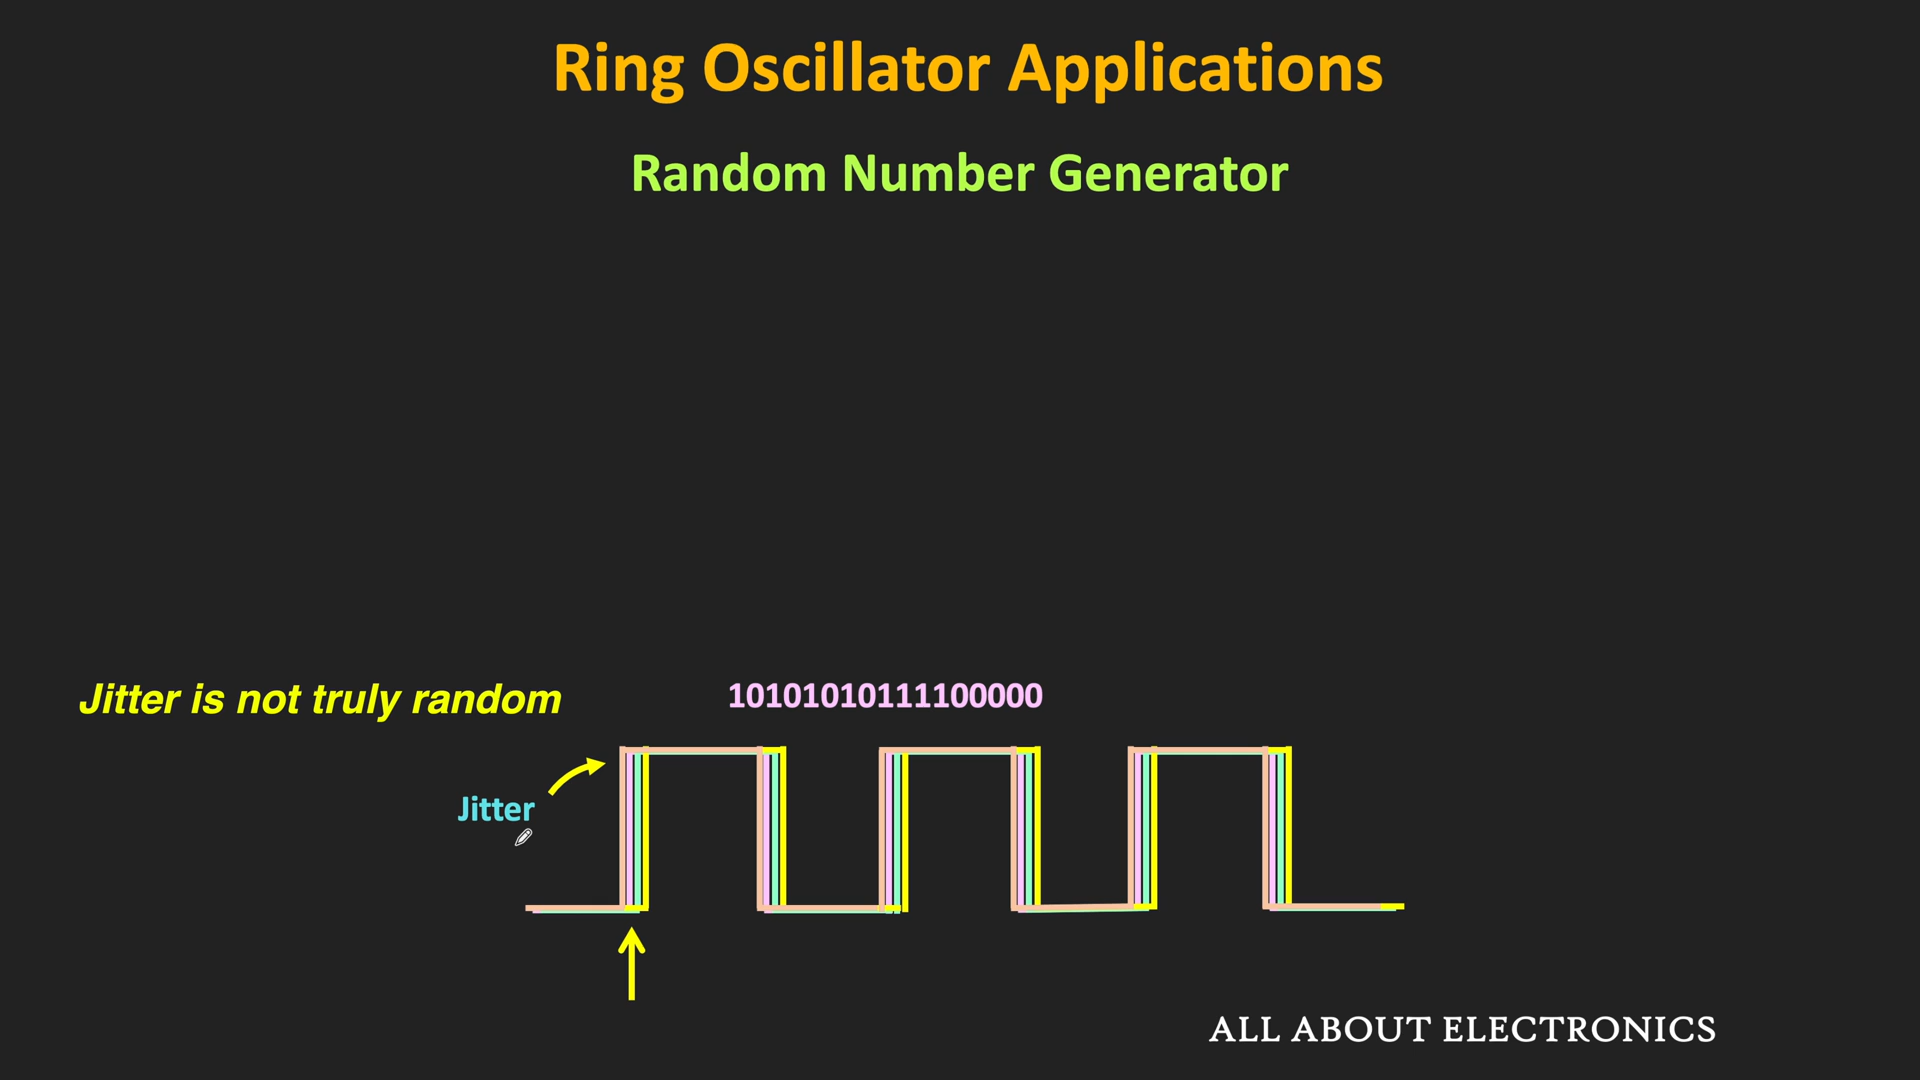 Ring Oscillator Applications
Random Number Generator
Jitter is not truly random
10101010111100000
Jitter
ALL ABOUT ELECTRONICS